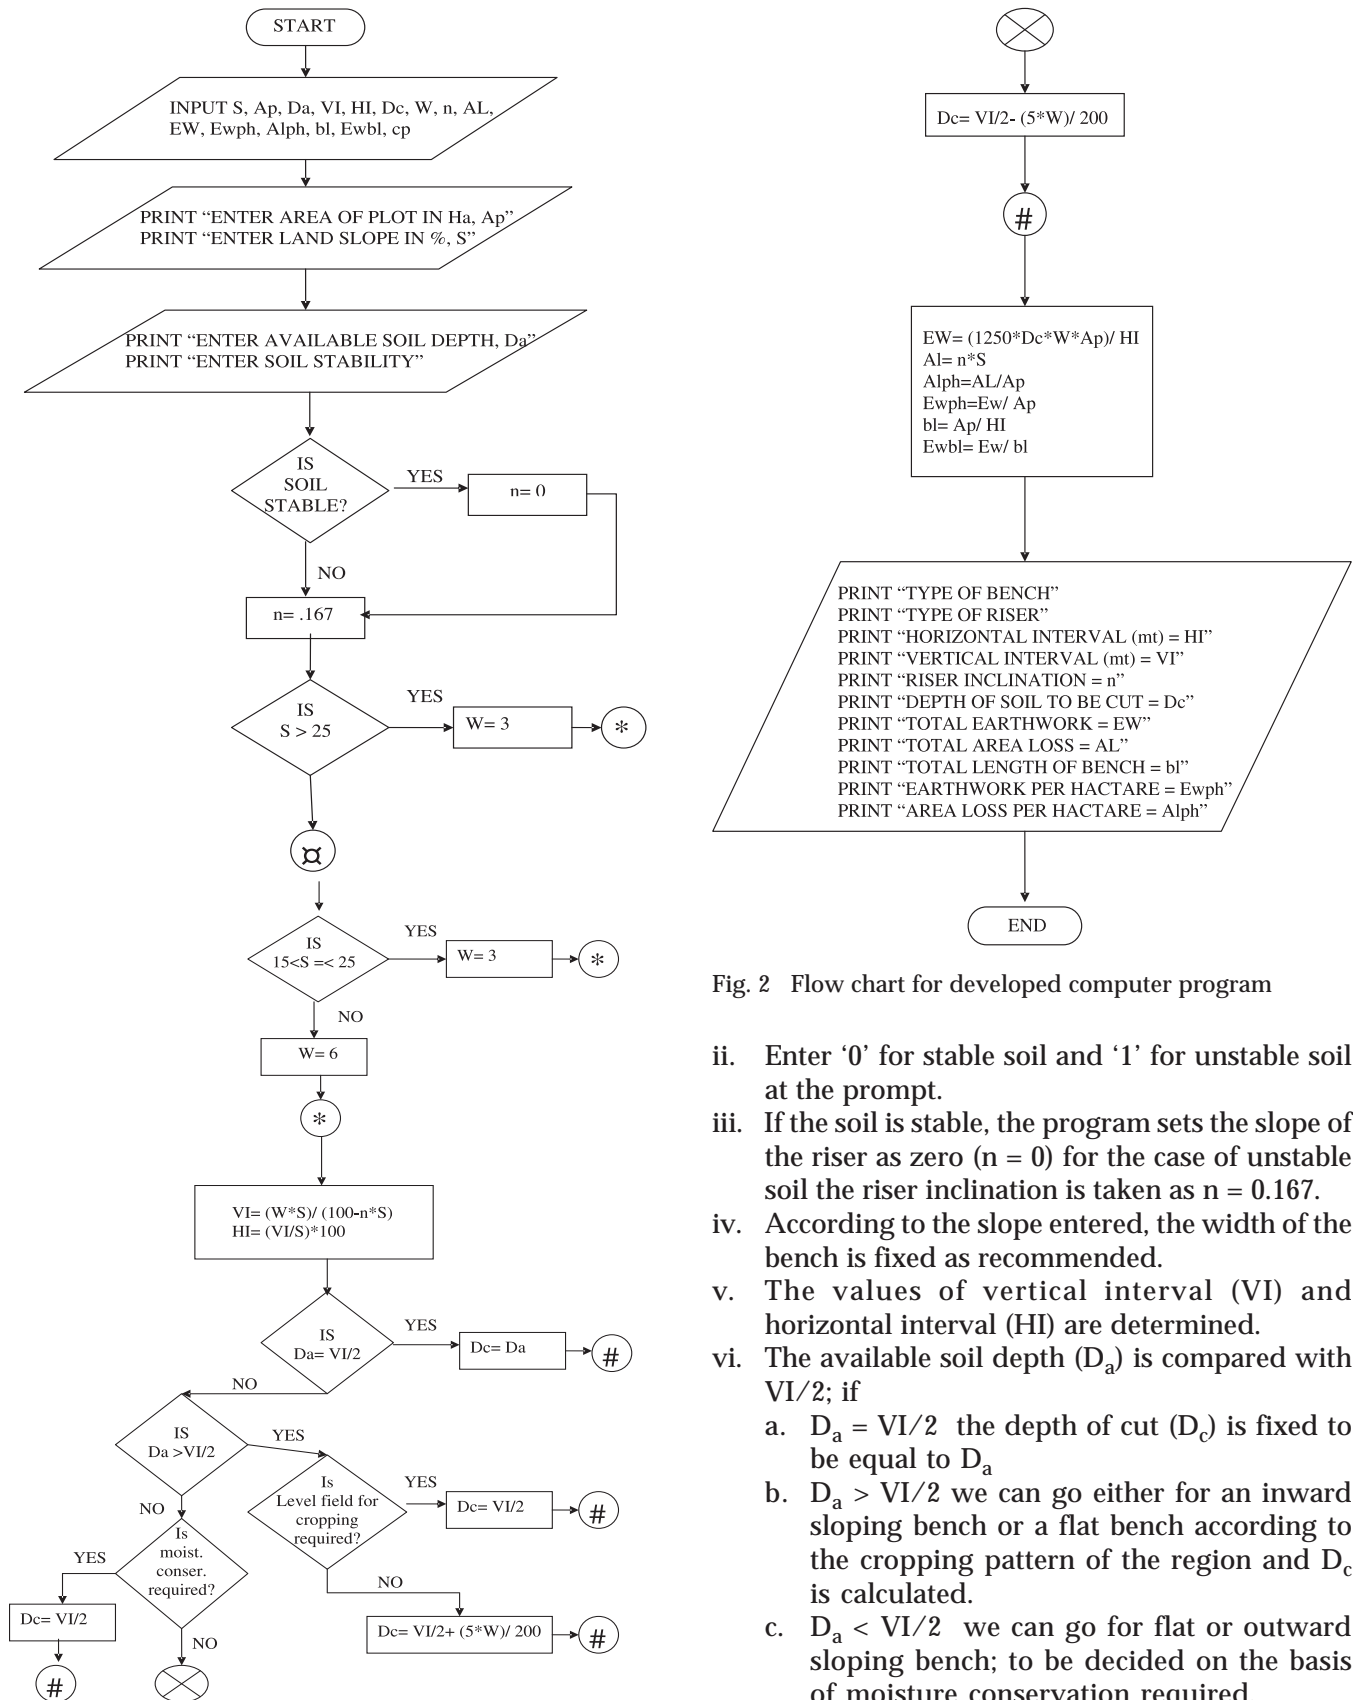 START
INPUT S, Ap, Da, VI, HI, Dc, W, n, AL,
EW, Ewph, Alph, bl, Ewbl, cp
PRINT “ENTER AREA OF PLOT IN Ha, Ap”
PRINT “ENTER LAND SLOPE IN %, S”
PRINT “ENTER AVAILABLE SOIL DEPTH, Da”
PRINT “ENTER SOIL STABILITY”
IS
SOIL
STABLE?
YES
n= 0
NO
n= .167
IS
S > 25
YES
W= 3
*
¤
IS
15<S =< 25
YES
W= 3
*
NO
W= 6
*
VI= (W*S)/ (100-n*S)
HI= (VI/S)*100
IS
Da= VI/2
YES
Dc= Da
#
NO
IS
Da >VI/2
YES
Is
Level field for
cropping
required?
YES
Dc= VI/2
#
NO
Dc= VI/2+ (5*W)/ 200
#
NO
Is
moist.
conser.
required?
YES
Dc= VI/2
#
NO
Dc= VI/2- (5*W)/ 200
#
EW= (1250*Dc*W*Ap)/ HI
Al= n*S
Alph=AL/Ap
Ewph=Ew/ Ap
bl= Ap/ HI
Ewbl= Ew/ bl
PRINT “TYPE OF BENCH”
PRINT “TYPE OF RISER”
PRINT “HORIZONTAL INTERVAL (mt) = HI”
PRINT “VERTICAL INTERVAL (mt) = VI”
PRINT “RISER INCLINATION = n”
PRINT “DEPTH OF SOIL TO BE CUT = Dc”
PRINT “TOTAL EARTHWORK = EW”
PRINT “TOTAL AREA LOSS = AL”
PRINT “TOTAL LENGTH OF BENCH = bl”
PRINT “EARTHWORK PER HACTARE = Ewph”
PRINT “AREA LOSS PER HACTARE = Alph”
END
Fig. 2 Flow chart for developed computer program
ii. Enter ‘0’ for stable soil and ‘1’ for unstable soil
at the prompt.
iii. If the soil is stable, the program sets the slope of
the riser as zero (n = 0) for the case of unstable
soil the riser inclination is taken as n = 0.167.
iv. According to the slope entered, the width of the
bench is fixed as recommended.
v. The values of vertical interval (VI) and
horizontal interval (HI) are determined.
vi. The available soil depth (Da) is compared with
VI/2; if
a. Da = VI/2 the depth of cut (Dc) is fixed to
be equal to Da
b. Da > VI/2 we can go either for an inward
sloping bench or a flat bench according to
the cropping pattern of the region and Dc
is calculated.
c. Da < VI/2 we can go for flat or outward
sloping bench; to be decided on the basis
of moisture conservation required